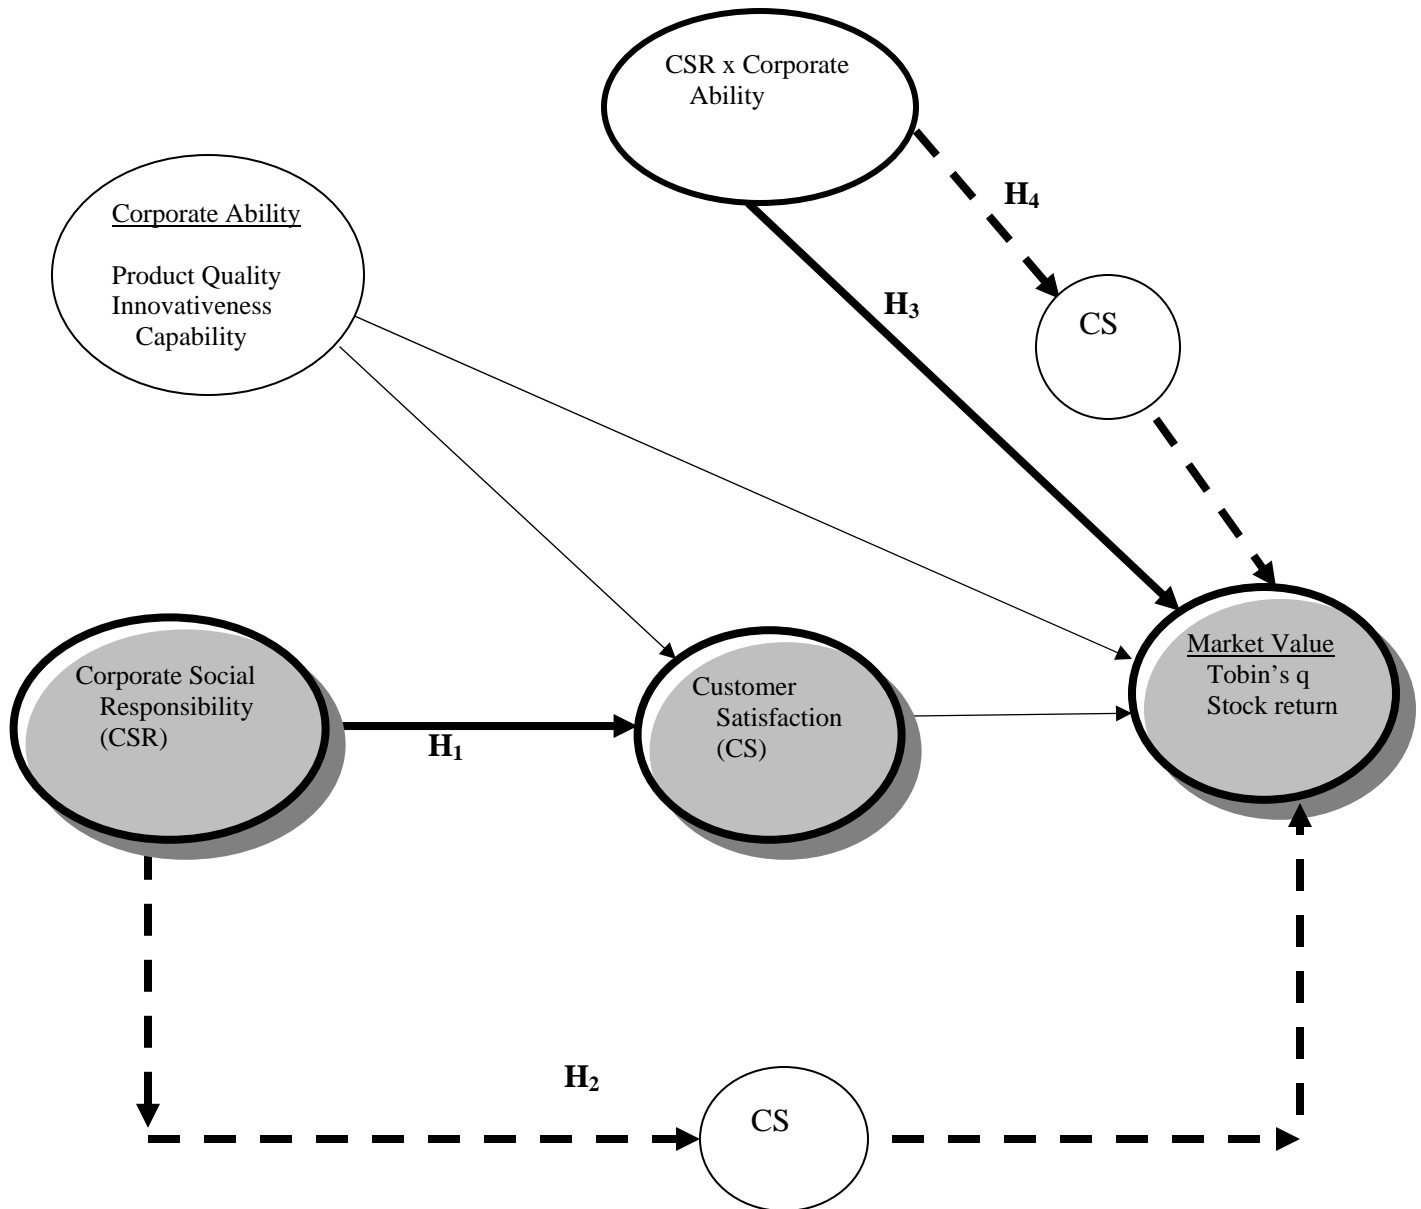 CSR x Corporate
Ability
H4
Corporate Ability
Product Quality
Innovativeness
Capability
H3
CS
Corporate Social
Responsibility
(CSR)
H1
Customer
Satisfaction
(CS)
Market Value
Tobin’s q
Stock return
H2
CS